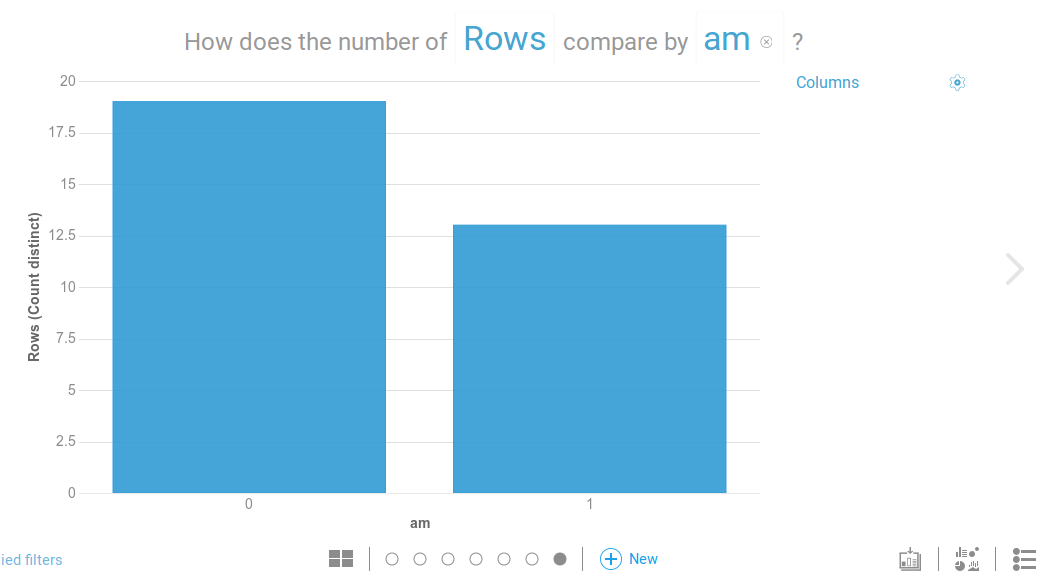 How does the number of Rows compare by am ?
Columns
20
17.5
15
12.5
10
7.5
5
2.5
0
Rows (Count distinct)
0 1
am
ied filters
New